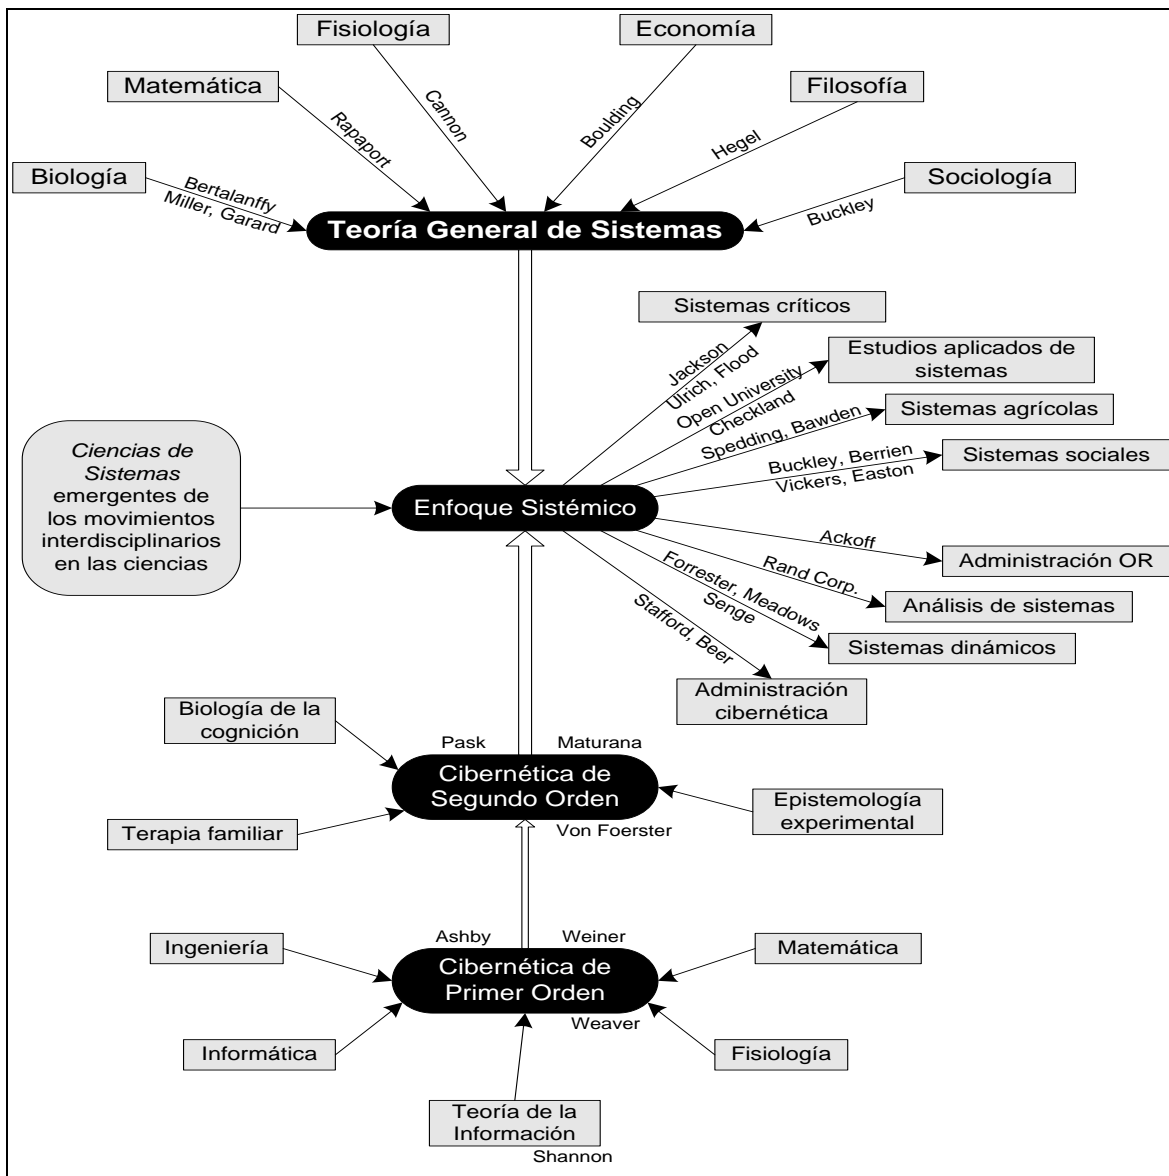 Fisiología
Economía
Matemática
Filosofía
Cannon
Boulding
Rapaport
Hegel
Biología
Bertalanffy
Miller, Garard
Sociología
Buckley
Teoría General de Sistemas
Sistemas críticos
Jackson
Ulrich, Flood
Estudios aplicados de
sistemas
Open University
Checkland
Sistemas agrícolas
Spedding, Bawden
Sistemas sociales
Buckley, Berrien
Vickers, Easton
Ciencias de
Sistemas
emergentes de
los movimientos
interdisciplinarios
en las ciencias
Enfoque Sistémico
Ackoff
Administración OR
Rand Corp.
Análisis de sistemas
Forrester, Meadows
Senge
Sistemas dinámicos
Stafford, Beer
Administración
cibernética
Biología de la
cognición
Pask
Maturana
Cibernética de
Segundo Orden
Von Foerster
Epistemología
experimental
Terapia familiar
Ashby
Weiner
Ingeniería
Matemática
Cibernética de
Primer Orden
Weaver
Informática
Fisiología
Teoría de la
Información
Shannon